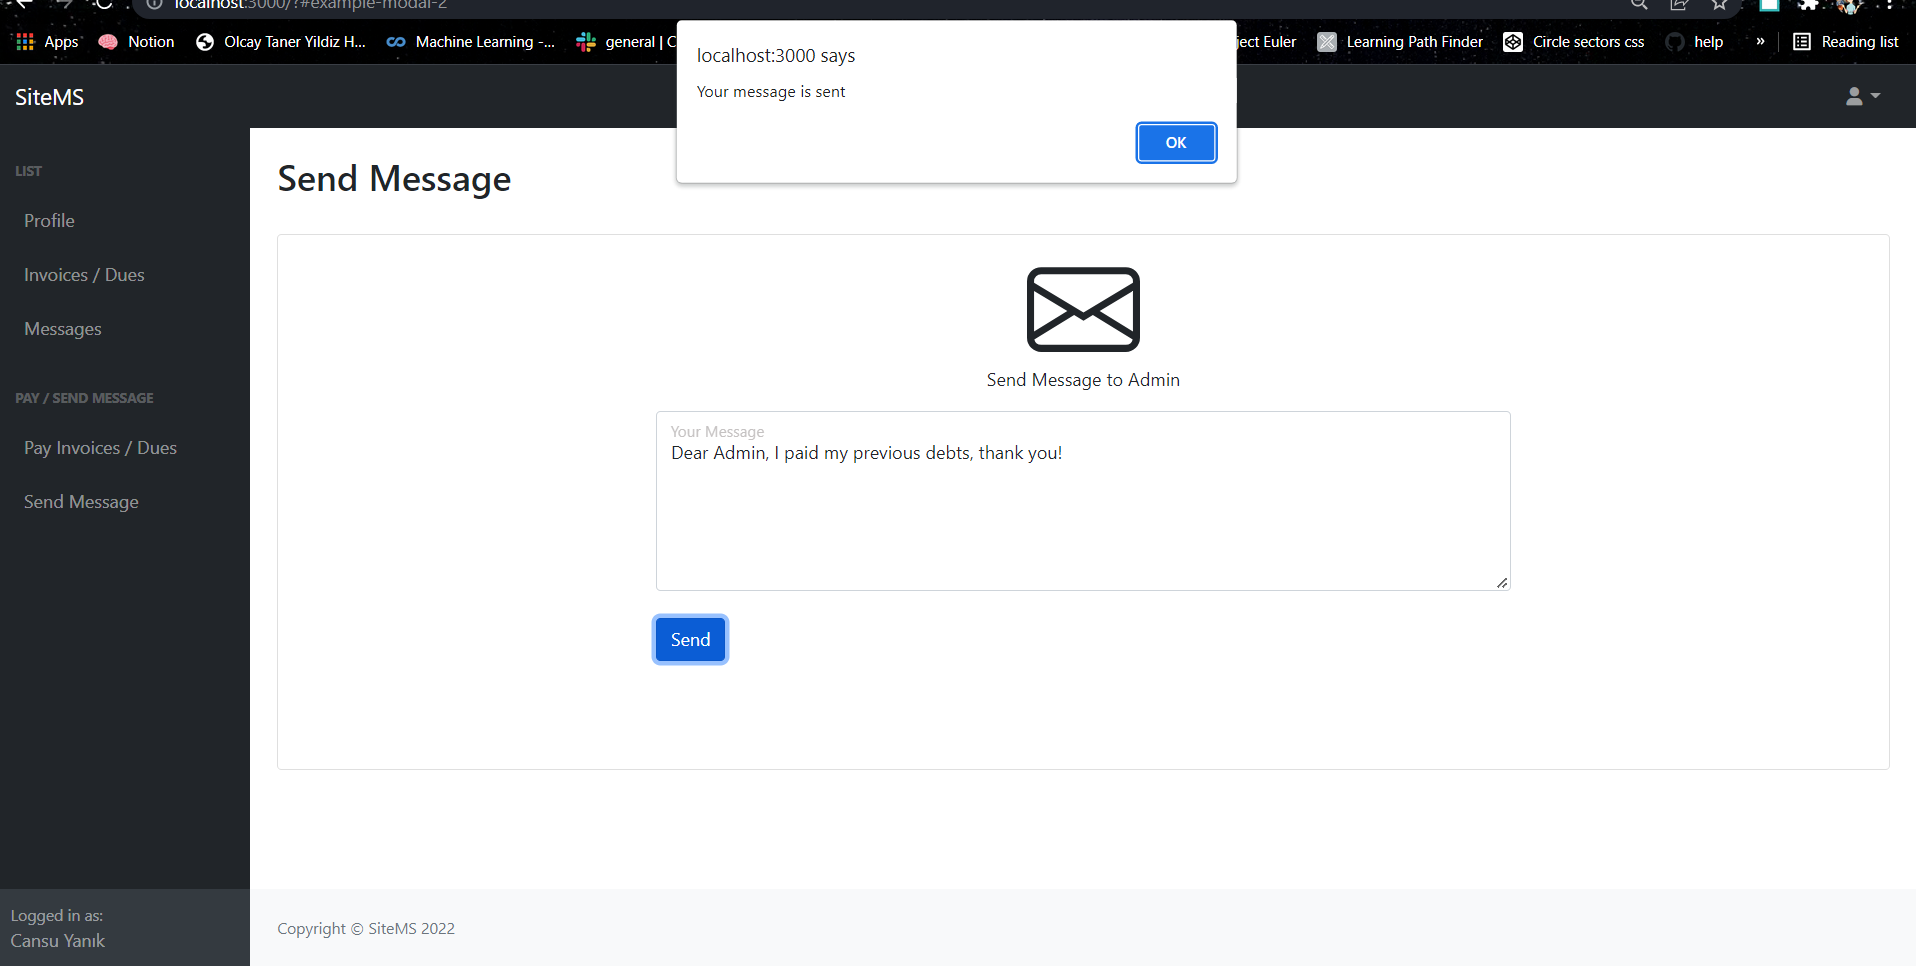 localhost:3000/?#example-modal-2
Apps Notion Olcay Taner Yildiz H... Machine Learning -... general | C ject Euler Learning Path Finder Circle sectors css help » Reading list
localhost:3000 says
Your message is sent
OK
SiteMS
LIST
Profile
Invoices / Dues
Messages
PAY / SEND MESSAGE
Pay Invoices / Dues
Send Message
Send Message
Send Message to Admin
Your Message
Dear Admin, I paid my previous debts, thank you!
Send
Logged in as:
Cansu Yanık
Copyright © SiteMS 2022